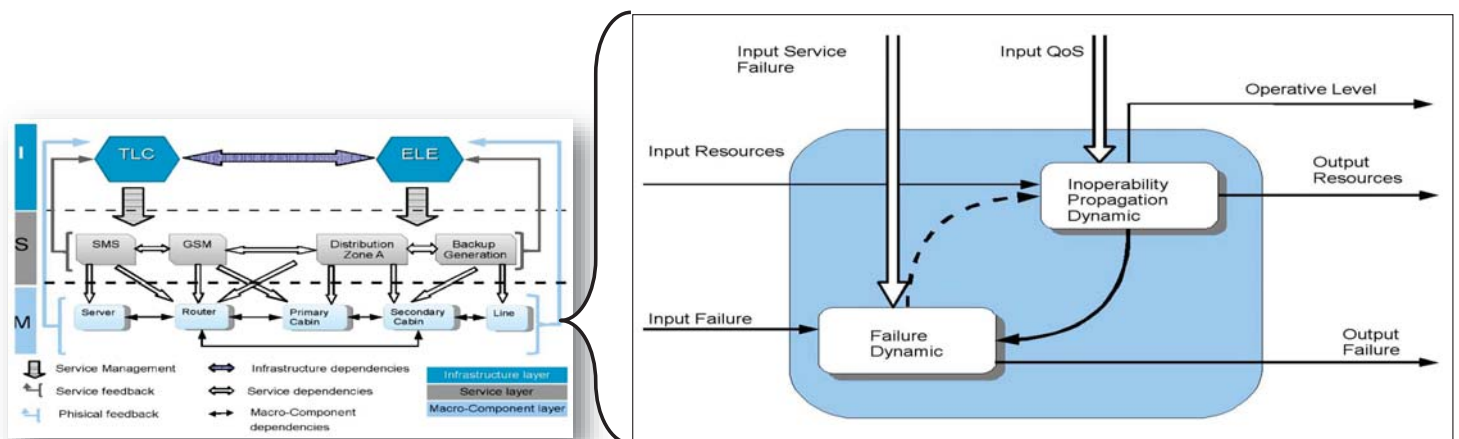 I
TLC
ELE
S
SMS
GSM
Distribution
Zone A
Backup
Generation
M
Server
Router
Primary
Cabin
Secondary
Cabin
Line
Service Management
Infrastructure dependencies
Infrastructure layer
Service feedback
Service dependencies
Service layer
Phisical feedback
Macro-Component
dependencies
Macro-Component layer
Input Service
Failure
Input QoS
Operative Level
Input Resources
Output
Resources
Inoperability
Propagation
Dynamic
Input Failure
Failure
Dynamic
Output
Failure